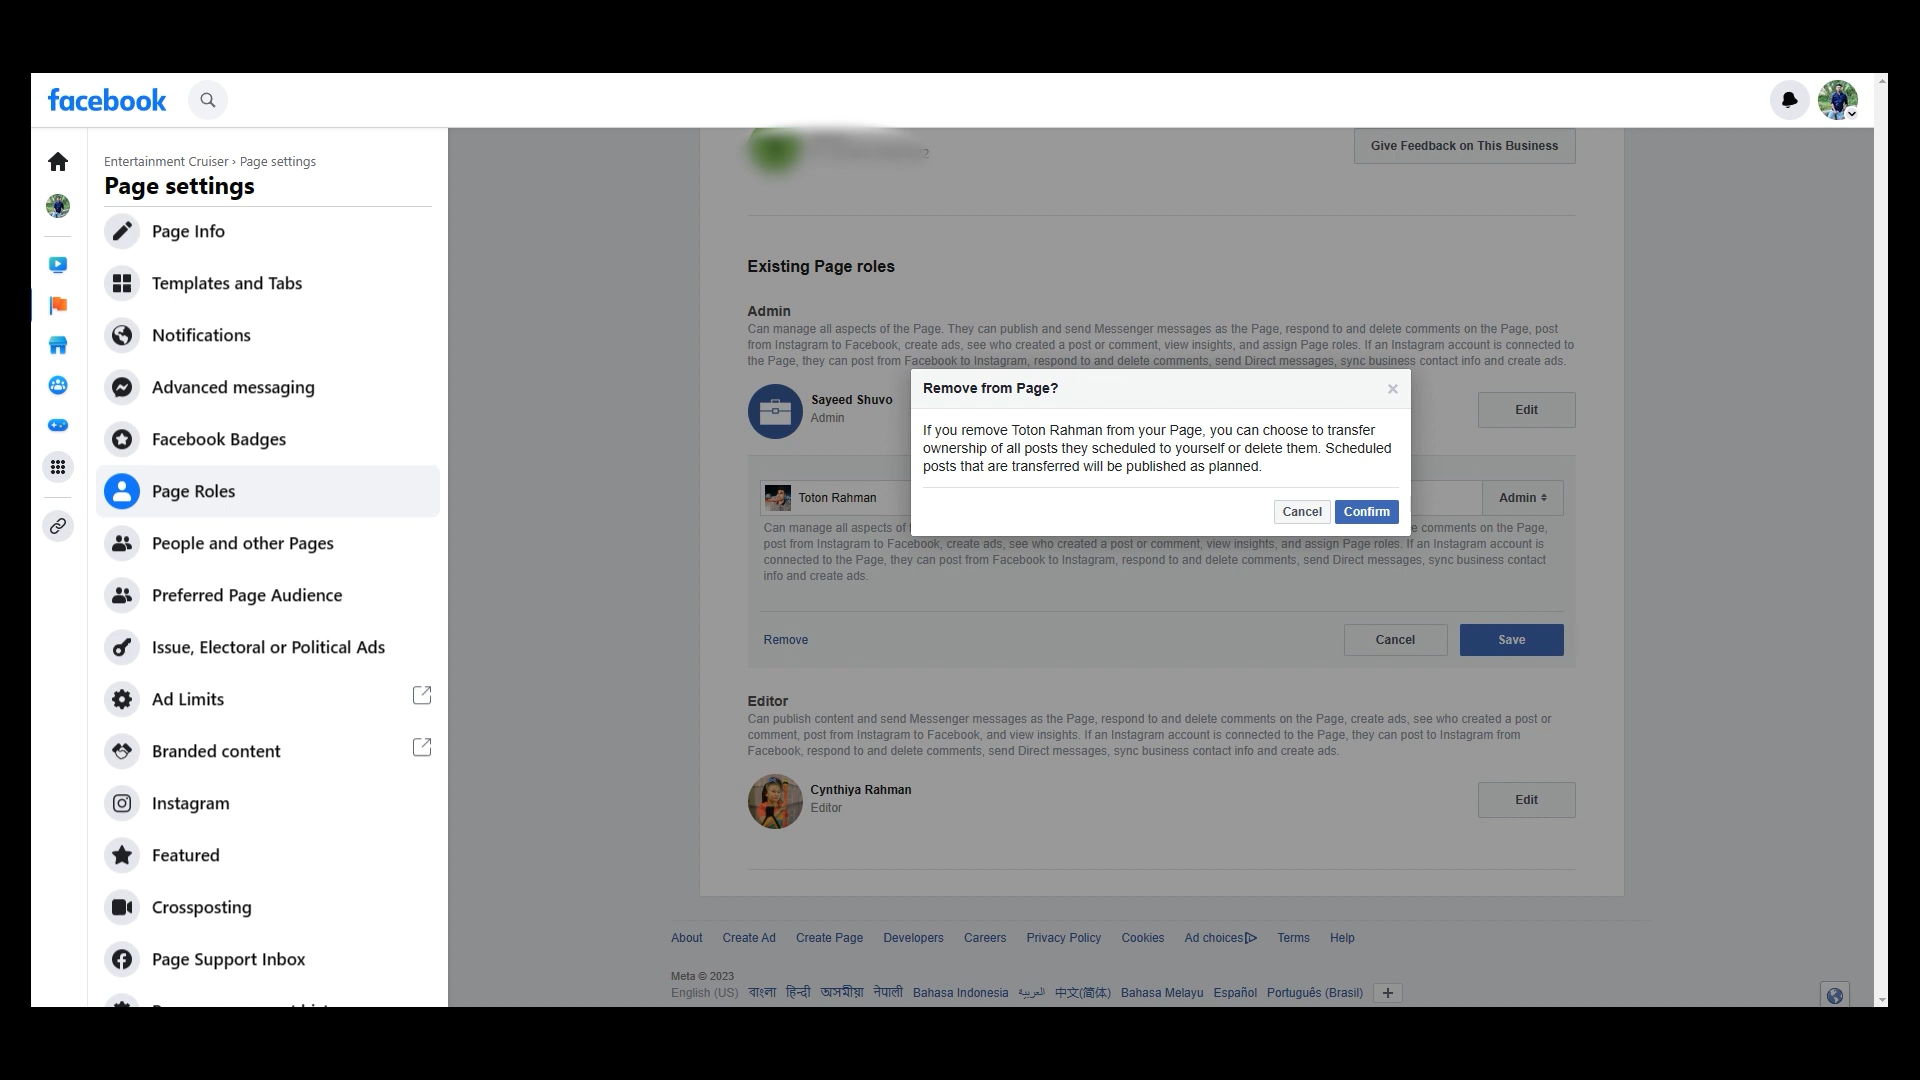 facebook
Entertainment Cruiser › Page settings
Page settings
Page Info
Templates and Tabs
Notifications
Advanced messaging
Facebook Badges
Page Roles
People and other Pages
Preferred Page Audience
Issue, Electoral or Political Ads
Ad Limits
Branded content
Instagram
Featured
Crossposting
Page Support Inbox
Give Feedback on This Business
Existing Page roles
Admin
Can manage all aspects of the Page. They can publish and send Messenger messages as the Page, respond to and delete comments on the Page, post
from Instagram to Facebook, create ads, see who created a post or comment, view insights, and assign Page roles. If an Instagram account is connected to
the Page, they can post from Facebook to Instagram, respond to and delete comments, send Direct messages, sync business contact info and create ads.
Sayeed Shuvo
Admin
Edit
Remove from Page?
If you remove Toton Rahman from your Page, you can choose to transfer
ownership of all posts they scheduled to yourself or delete them. Scheduled
posts that are transferred will be published as planned.
Cancel Confirm
Toton Rahman
Admin
Can manage all aspects of comments on the Page,
post from Instagram to Facebook, create ads, see who created a post or comment, view insights, and assign Page roles. If an Instagram account is
connected to the Page, they can post from Facebook to Instagram, respond to and delete comments, send Direct messages, sync business contact
info and create ads.
Remove Cancel Save
Editor
Can publish content and send Messenger messages as the Page, respond to and delete comments on the Page, create ads, see who created a post or
comment, post from Instagram to Facebook, and view insights. If an Instagram account is connected to the Page, they can post to Instagram from
Facebook, respond to and delete comments, send Direct messages, sync business contact info and create ads.
Cynthiya Rahman
Editor
Edit
About Create Ad Create Page Developers Careers Privacy Policy Cookies Ad choices Terms Help
Meta © 2023
English (US) বাংলা हिन्दी অসমীয়া नेपाली Bahasa Indonesia العربية 中文(简体) Bahasa Melayu Español Português (Brasil) +